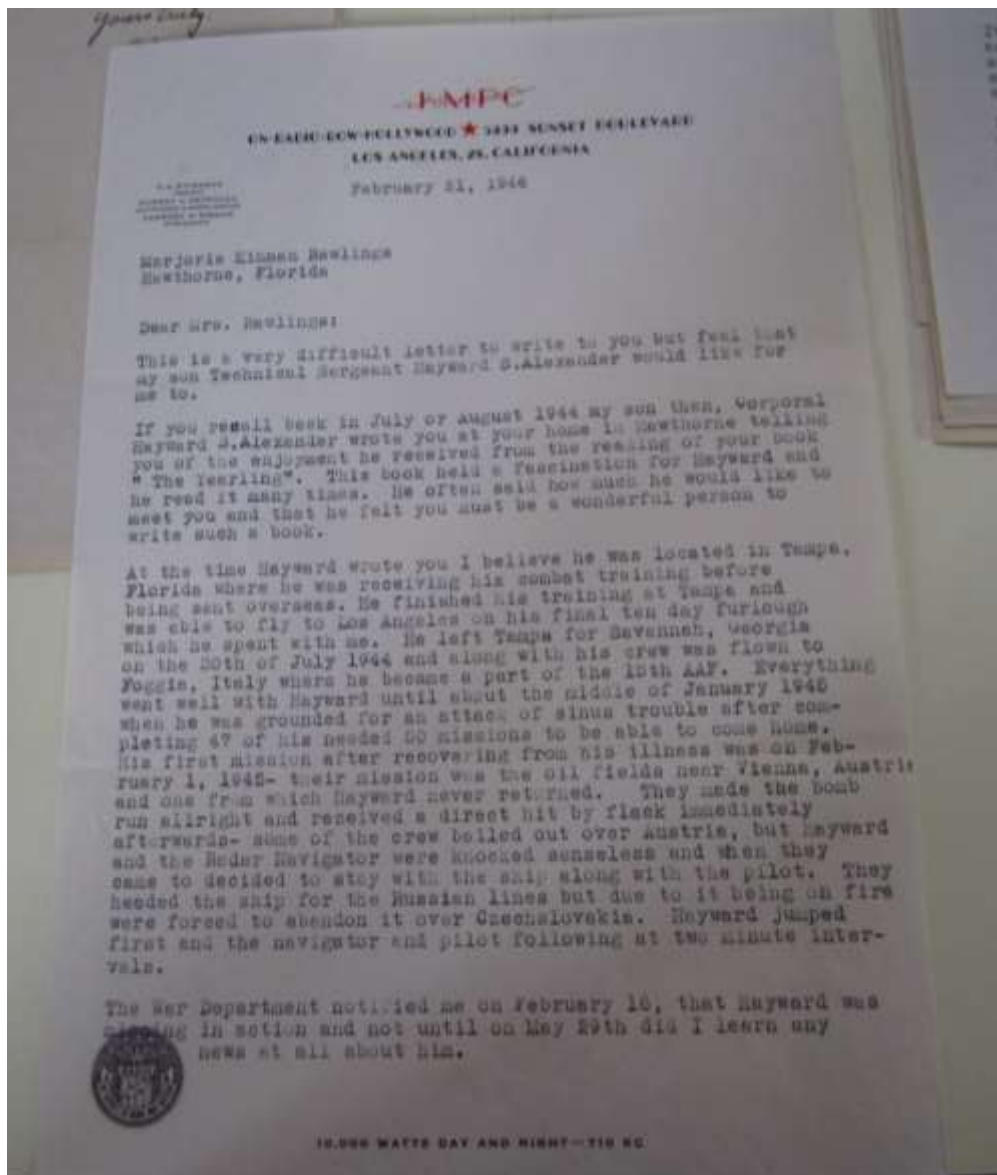 Yours truly,
KMPC
ON·RADIO·ROW·HOLLYWOOD ★ SUNSET BOULEVARD
LOS ANGELES, 28, CALIFORNIA
February 21, 1946
Marjorie Kinnan Rawlings
Hawthorne, Florida
Dear Mrs. Rawlings:
This is a very difficult letter to write to you but feel that
my son Technical Sergeant Hayward S.Alexander would like for
me to.
If you recall back in July or August 1944 my son then, Corporal
Hayward S.Alexander wrote you at your home in Hawthorne telling
you of the enjoyment he received from the reading of your book
" The Yearling". This book held a fascination for Hayward and
he read it many times. He often said how much he would like to
meet you and that he felt you must be a wonderful person to
write such a book.
At the time Hayward wrote you I believe he was located in Tampa,
Florida where he was receiving his combat training before
being sent overseas. He finished his training at Tampa and
was able to fly to Los Angeles on his final ten day furlough
which he spent with me. He left Tampa for Savannah, Georgia
on the 20th of July 1944 and along with his crew was flown to
Foggia, Italy where he became a part of the 15th AAF. Everything
went well with Hayward until about the middle of January 1945
when he was grounded for an attack of sinus trouble after com-
pleting 47 of his needed 50 missions to be able to come home.
His first mission after recovering from his illness was on Feb-
ruary 1, 1945- their mission was the oil fields near Vienna, Austria
and one from which Hayward never returned. They made the bomb
run allright and received a direct hit by flack immediately
afterwards- some of the crew bailed out over Austria, but Hayward
and the Radar Navigator were knocked senseless and when they
came to decided to stay with the ship along with the pilot. They
headed the ship for the Russian lines but due to it being on fire
were forced to abandon it over Czechslovakia. Hayward jumped
first and the navigator and pilot following at two minute inter-
vals.
The War Department notified me on February 16, that Hayward was
missing in action and not until on May 29th did I learn any
news at all about him.
10,000 WATTS DAY AND NIGHT—710 KC